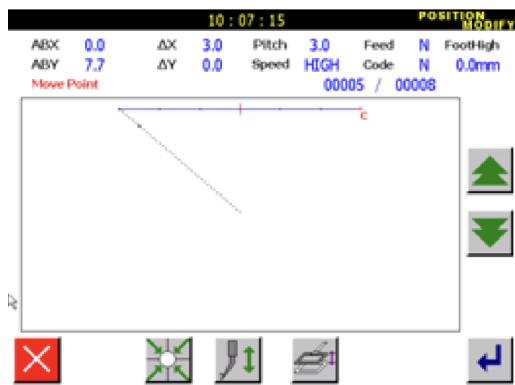 10 : 07 : 15 POSITION MODIFY
ABX 0.0 ΔX 3.0 Pitch 3.0 Feed N FootHigh
ABY 7.7 ΔY 0.0 Speed HIGH Code N 0.0mm
Move Point 00005 / 00008
C